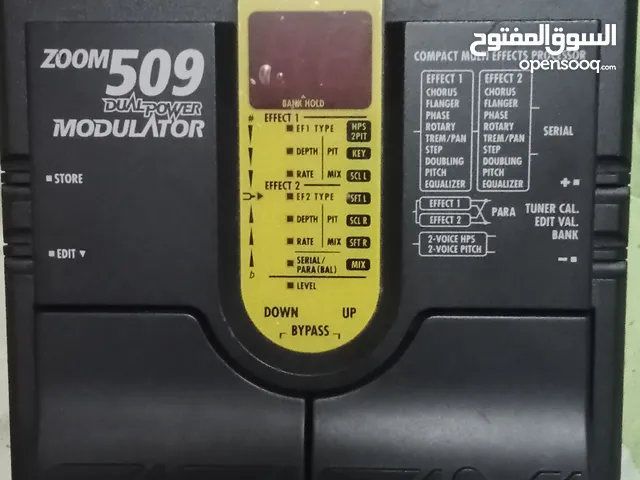 السوق المفتوح
opensooq.com
ZOOM 509
DUAL POWER
MODULATOR
STORE
EDIT ▼
BANK HOLD
# EFFECT 1
EF1 TYPE HPS 2PIT
DEPTH PIT KEY
RATE MIX SCL L
EFFECT 2
EF2 TYPE SFT L
DEPTH PIT SCL R
RATE MIX SFT R
SERIAL/
PARA(BAL) MIX
b
LEVEL
DOWN UP
BYPASS
COMPACT MULTI EFFECTS PROCESSOR
EFFECT 1
CHORUS
FLANGER
PHASE
ROTARY
TREM/PAN
STEP
DOUBLING
PITCH
EQUALIZER
EFFECT 2
CHORUS
FLANGER
PHASE
ROTARY
TREM/PAN
STEP
DOUBLING
PITCH
EQUALIZER
SERIAL
EFFECT 1
EFFECT 2
PARA
2-VOICE HPS
2-VOICE PITCH
+
TUNER CAL.
EDIT VAL.
BANK
−